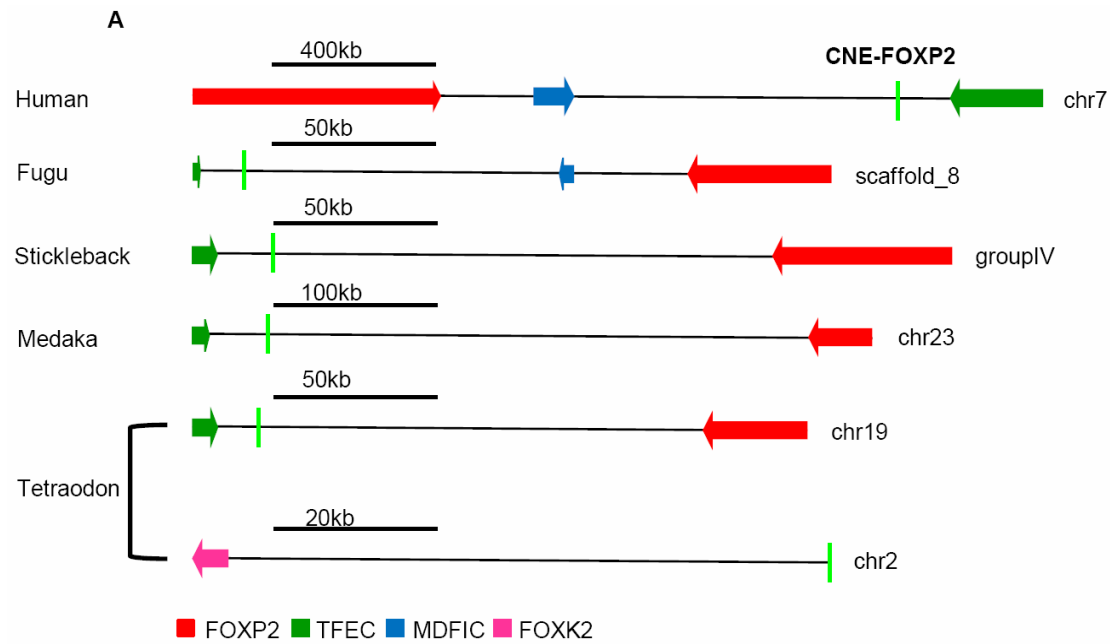 A
400kb
CNE-FOXP2
Human
chr7
50kb
Fugu
scaffold_8
50kb
Stickleback
groupIV
100kb
Medaka
chr23
50kb
chr19
Tetraodon
20kb
chr2
FOXP2 TFEC MDFIC FOXK2